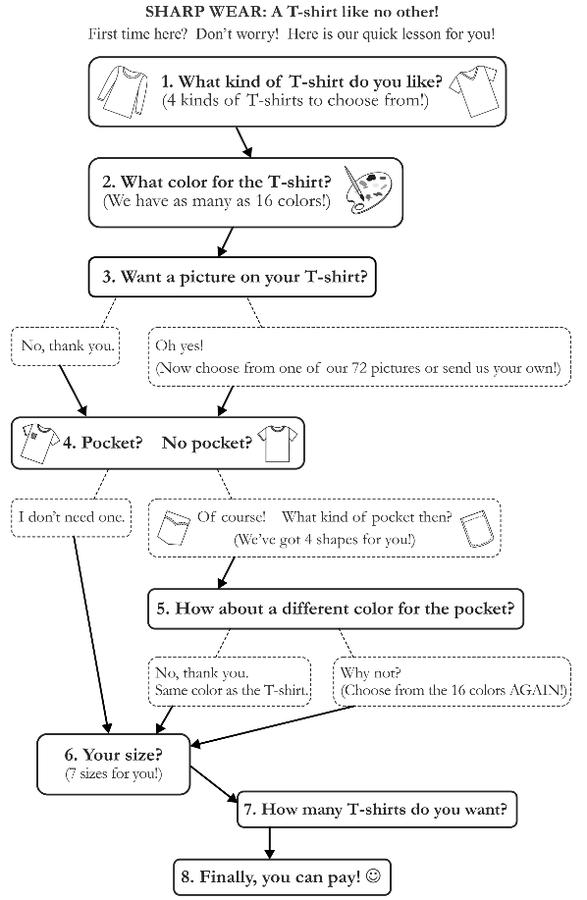 SHARP WEAR: A T-shirt like no other!
First time here? Don't worry! Here is our quick lesson for you!
1. What kind of T-shirt do you like?
(4 kinds of T-shirts to choose from!)
2. What color for the T-shirt?
(We have as many as 16 colors!)
3. Want a picture on your T-shirt?
No, thank you.
Oh yes!
(Now choose from one of our 72 pictures or send us your own!)
4. Pocket? No pocket?
I don't need one.
Of course! What kind of pocket then?
(We've got 4 shapes for you!)
5. How about a different color for the pocket?
No, thank you.
Same color as the T-shirt.
Why not?
(Choose from the 16 colors AGAIN!)
6. Your size?
(7 sizes for you!)
7. How many T-shirts do you want?
8. Finally, you can pay! ☺